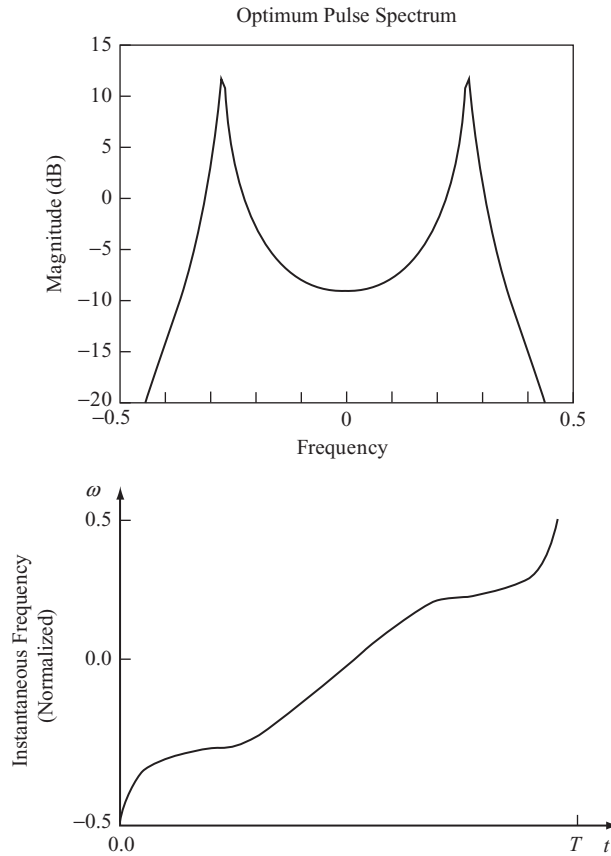 Optimum Pulse Spectrum
15
10
5
0
−5
−10
−15
−20
Magnitude (dB)
−0.5
0
0.5
Frequency
ω
0.5
0.0
−0.5
Instantaneous Frequency
(Normalized)
0.0
T
t